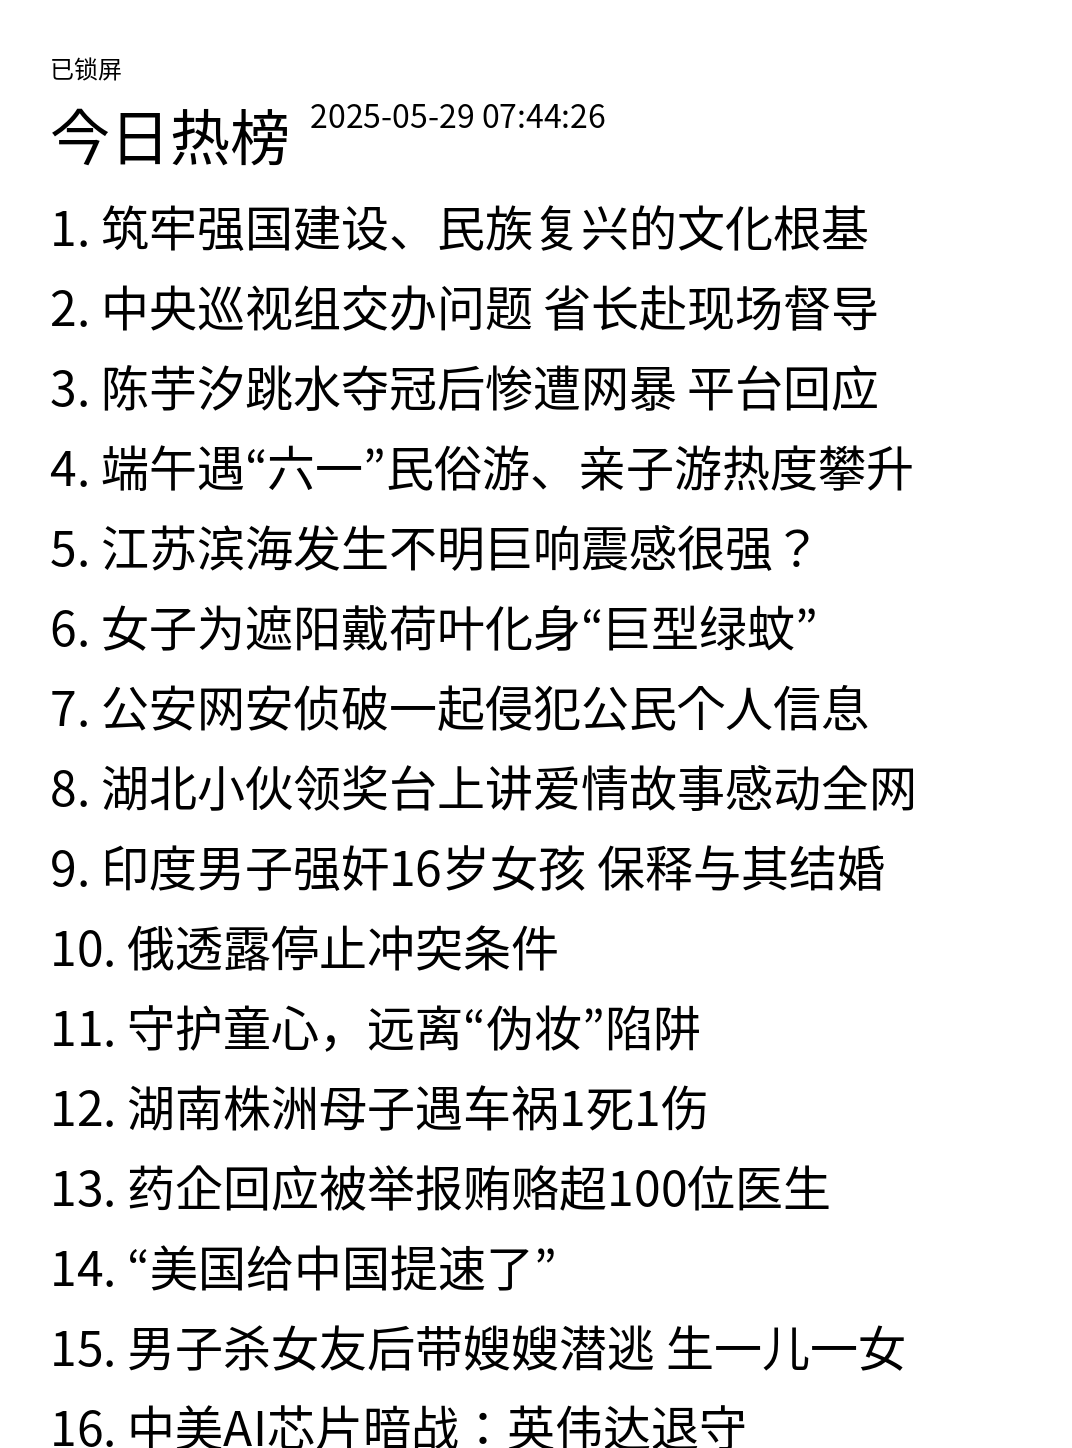 已锁屏
今日热榜 2025-05-29 07:44:26
1. 筑牢强国建设、民族复兴的文化根基
2. 中央巡视组交办问题 省长赴现场督导
3. 陈芋汐跳水夺冠后惨遭网暴 平台回应
4. 端午遇“六一”民俗游、亲子游热度攀升
5. 江苏滨海发生不明巨响震感很强？
6. 女子为遮阳戴荷叶化身“巨型绿蚊”
7. 公安网安侦破一起侵犯公民个人信息
8. 湖北小伙领奖台上讲爱情故事感动全网
9. 印度男子强奸16岁女孩 保释与其结婚
10. 俄透露停止冲突条件
11. 守护童心，远离“伪妆”陷阱
12. 湖南株洲母子遇车祸1死1伤
13. 药企回应被举报贿赂超100位医生
14. “美国给中国提速了”
15. 男子杀女友后带嫂嫂潜逃 生一儿一女
16. 中美AI芯片暗战：英伟达退守